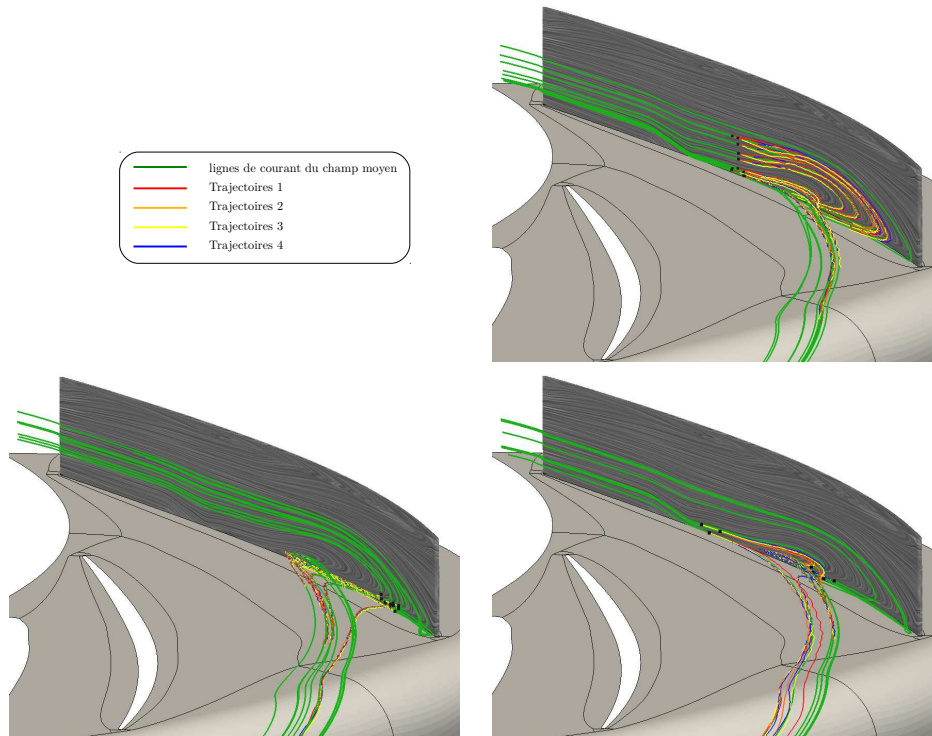 lignes de courant du champ moyen
Trajectoires 1
Trajectoires 2
Trajectoires 3
Trajectoires 4